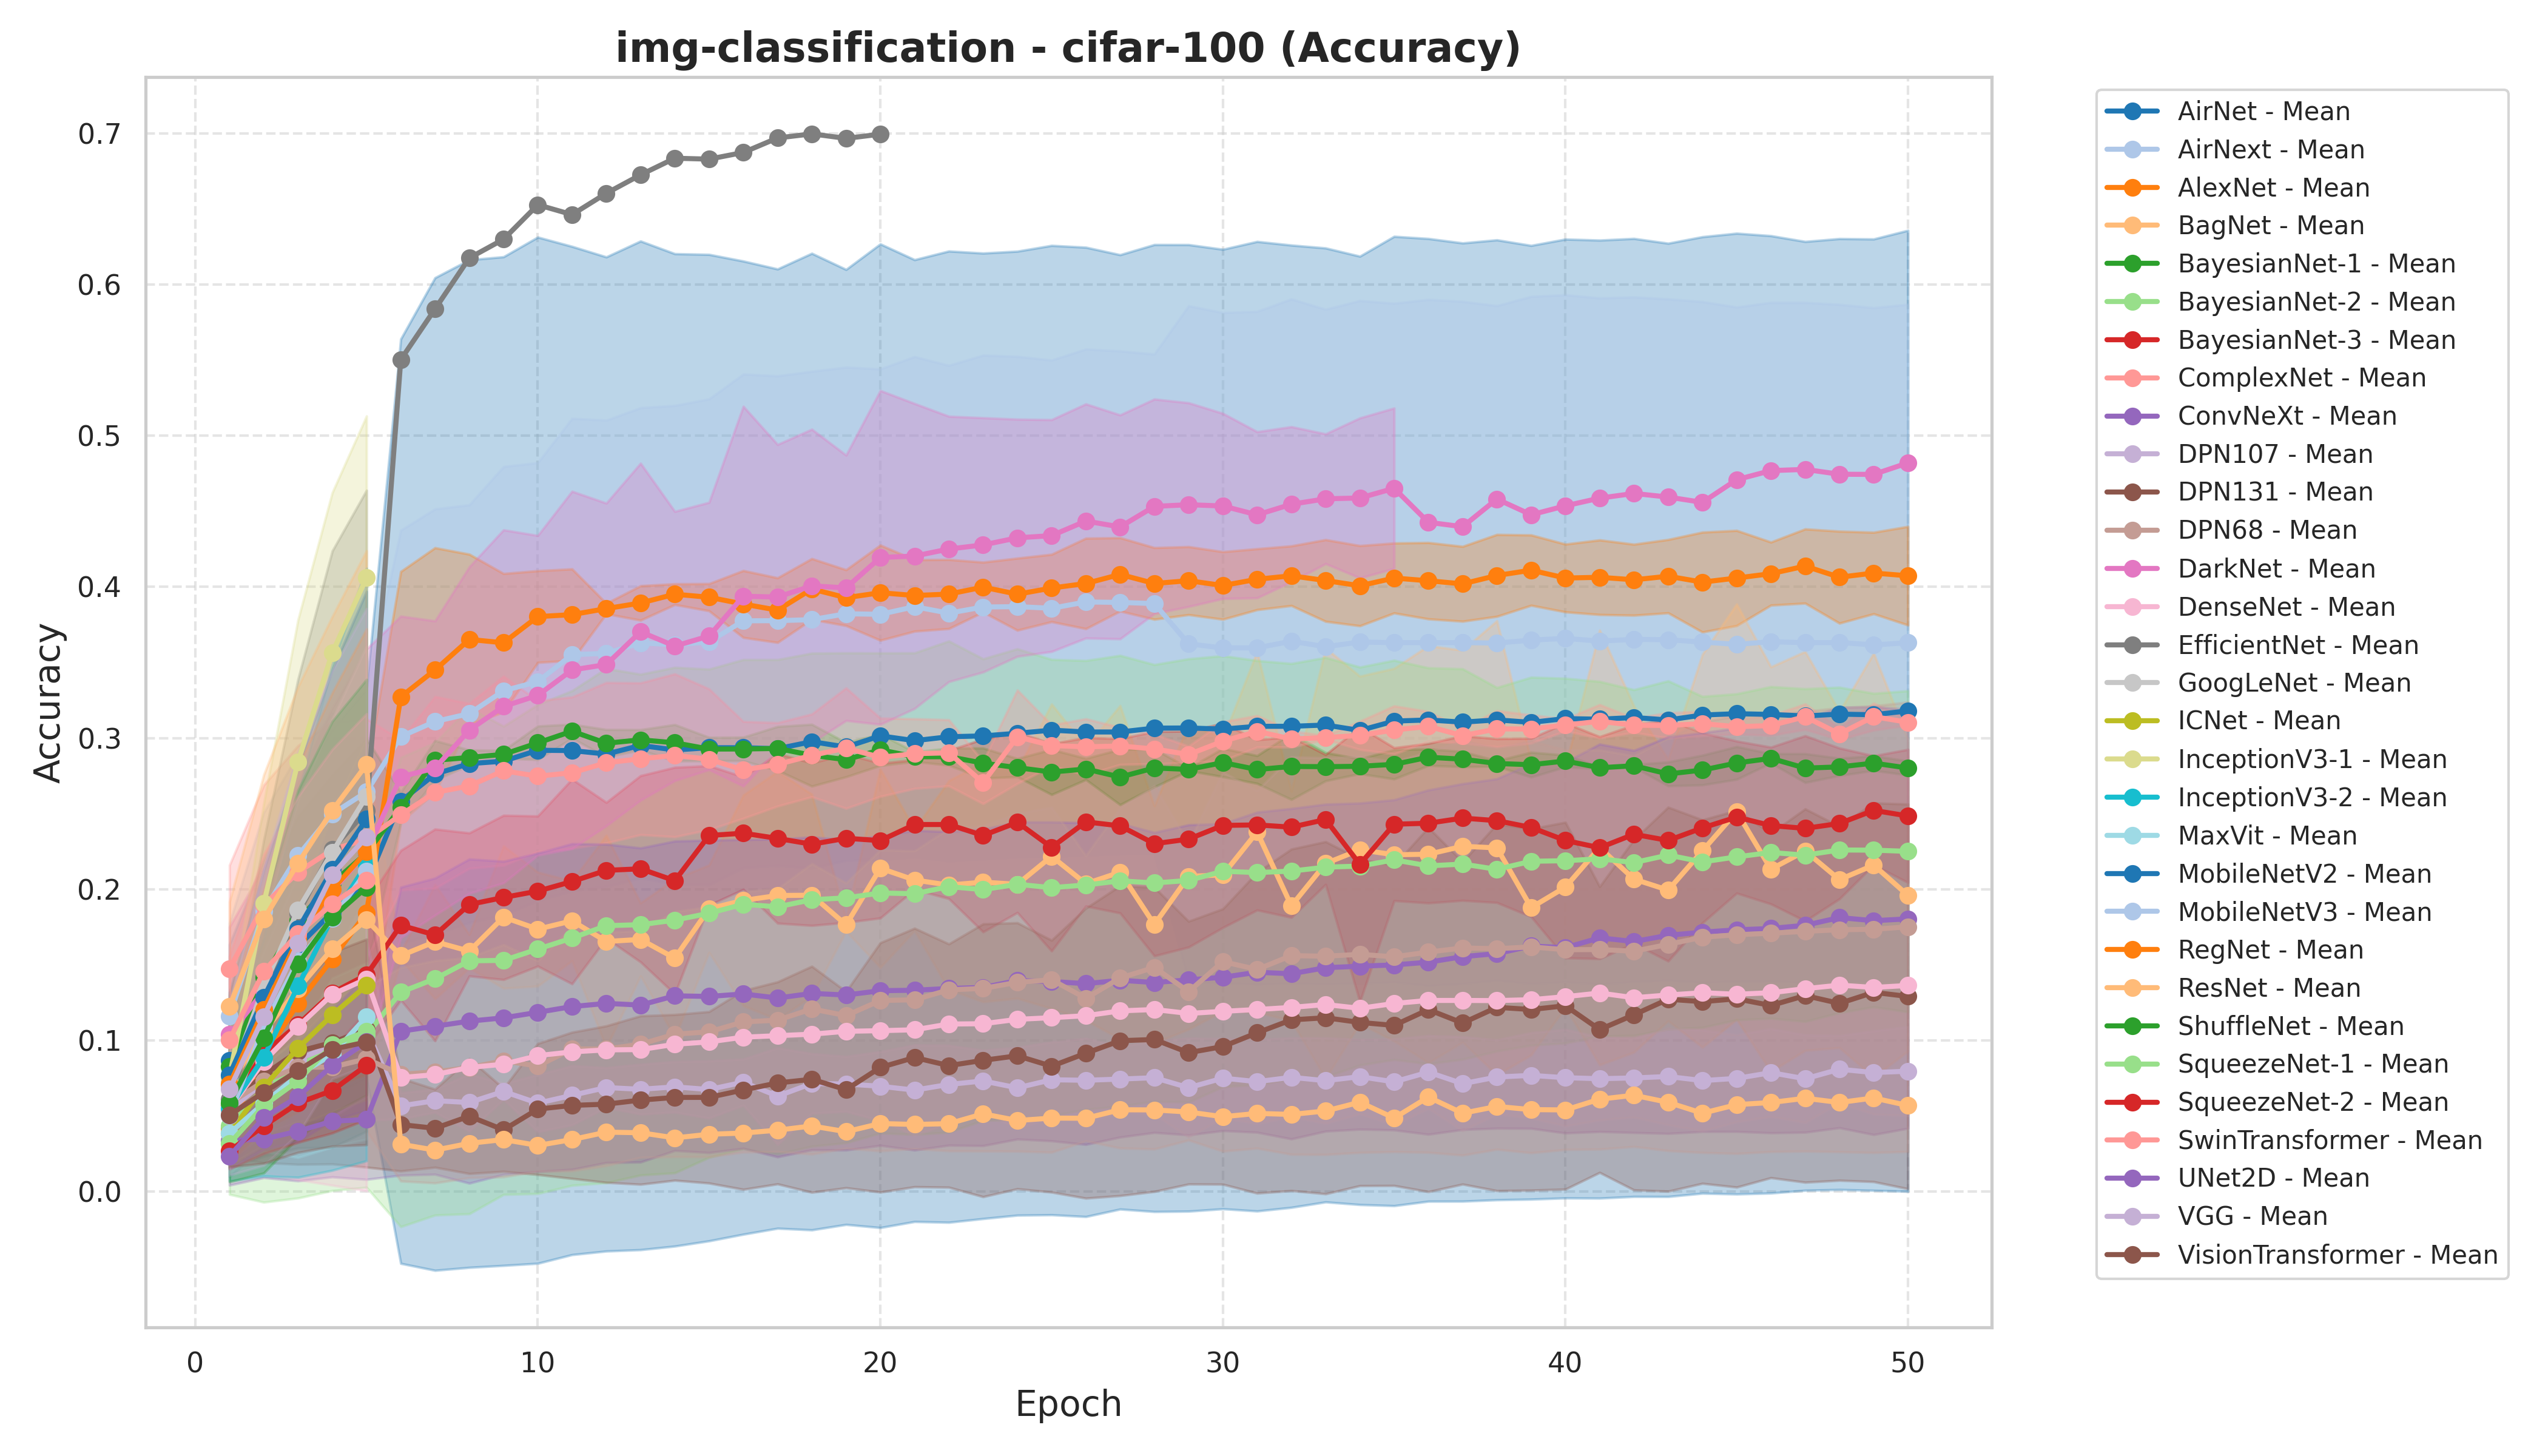 img-classification - cifar-100 (Accuracy)
0.7
0.6
0.5
0.4
0.3
0.2
0.1
0.0
Accuracy
0 10 20 30 40 50
Epoch
AirNet - Mean
AirNext - Mean
AlexNet - Mean
BagNet - Mean
BayesianNet-1 - Mean
BayesianNet-2 - Mean
BayesianNet-3 - Mean
ComplexNet - Mean
ConvNeXt - Mean
DPN107 - Mean
DPN131 - Mean
DPN68 - Mean
DarkNet - Mean
DenseNet - Mean
EfficientNet - Mean
GoogLeNet - Mean
ICNet - Mean
InceptionV3-1 - Mean
InceptionV3-2 - Mean
MaxVit - Mean
MobileNetV2 - Mean
MobileNetV3 - Mean
RegNet - Mean
ResNet - Mean
ShuffleNet - Mean
SqueezeNet-1 - Mean
SqueezeNet-2 - Mean
SwinTransformer - Mean
UNet2D - Mean
VGG - Mean
VisionTransformer - Mean